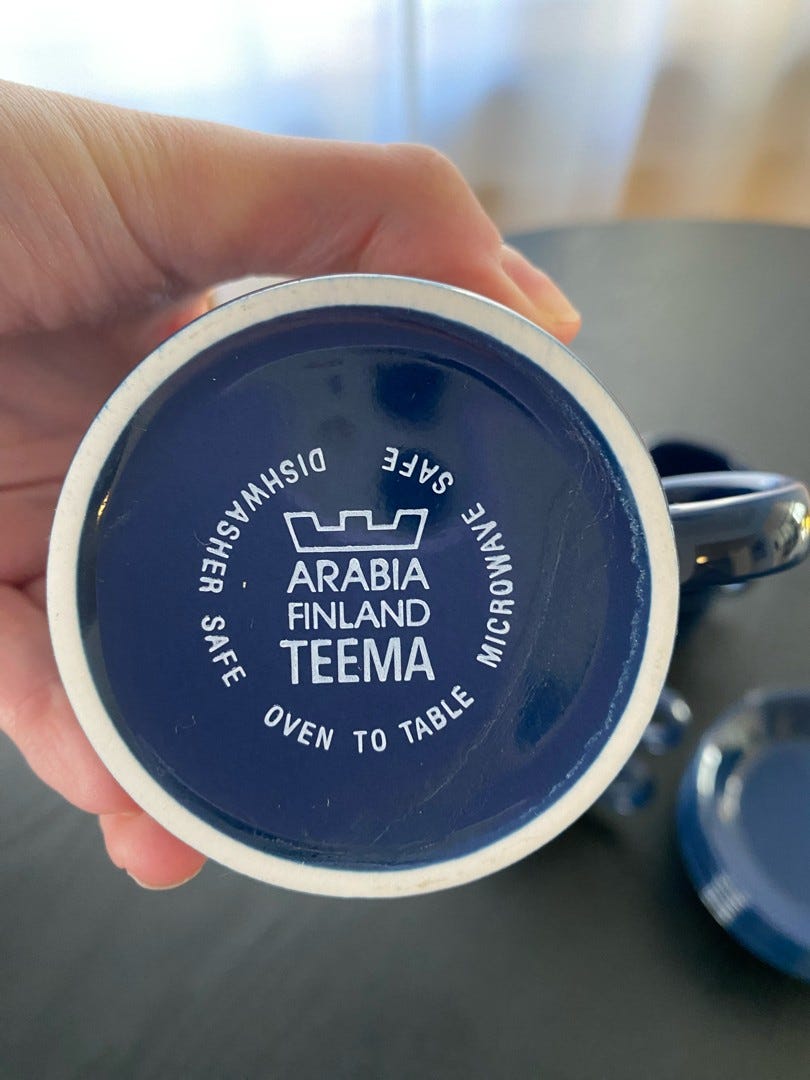 ARABIA
FINLAND
TEEMA
DISHWASHER SAFE
OVEN TO TABLE
MICROWAVE SAFE